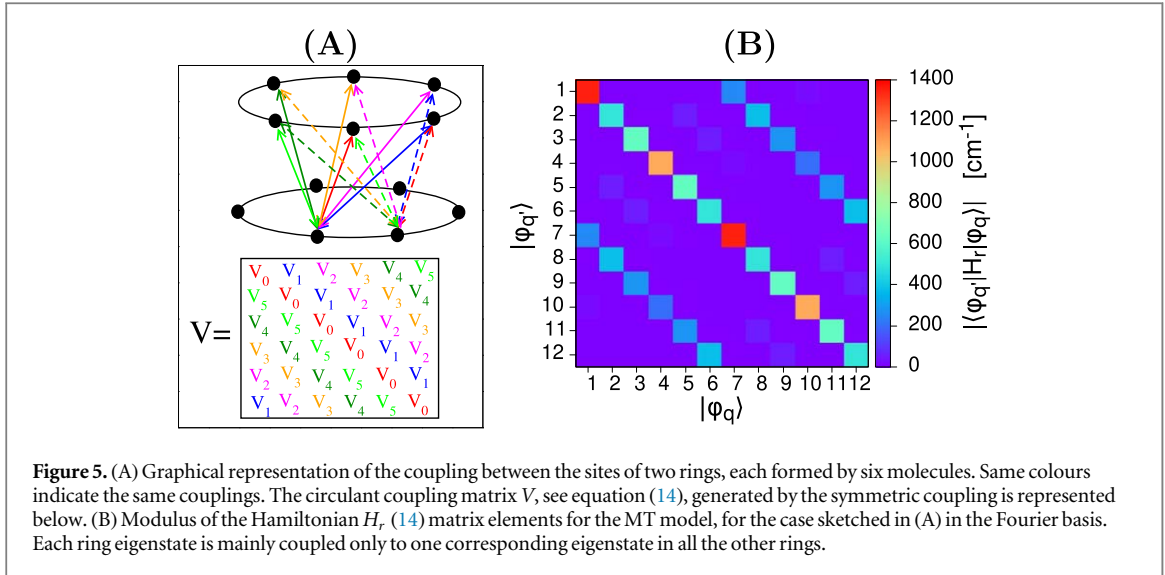 (A)
V=
V0 V1 V2 V3 V4 V5
V5 V0 V1 V2 V3 V4
V4 V5 V0 V1 V2 V3
V3 V4 V5 V0 V1 V2
V2 V3 V4 V5 V0 V1
V1 V2 V3 V4 V5 V0
(B)
1
2
3
4
5
6
7
8
9
10
11
12
|φq'⟩
1 2 3 4 5 6 7 8 9 10 11 12
|φq⟩
1400
1200
1000
800
600
400
200
0
|⟨φq'|Hr|φq⟩| [cm-1]
Figure 5. (A) Graphical representation of the coupling between the sites of two rings, each formed by six molecules. Same colours
indicate the same couplings. The circulant coupling matrix V, see equation (14), generated by the symmetric coupling is represented
below. (B) Modulus of the Hamiltonian Hr (14) matrix elements for the MT model, for the case sketched in (A) in the Fourier basis.
Each ring eigenstate is mainly coupled only to one corresponding eigenstate in all the other rings.